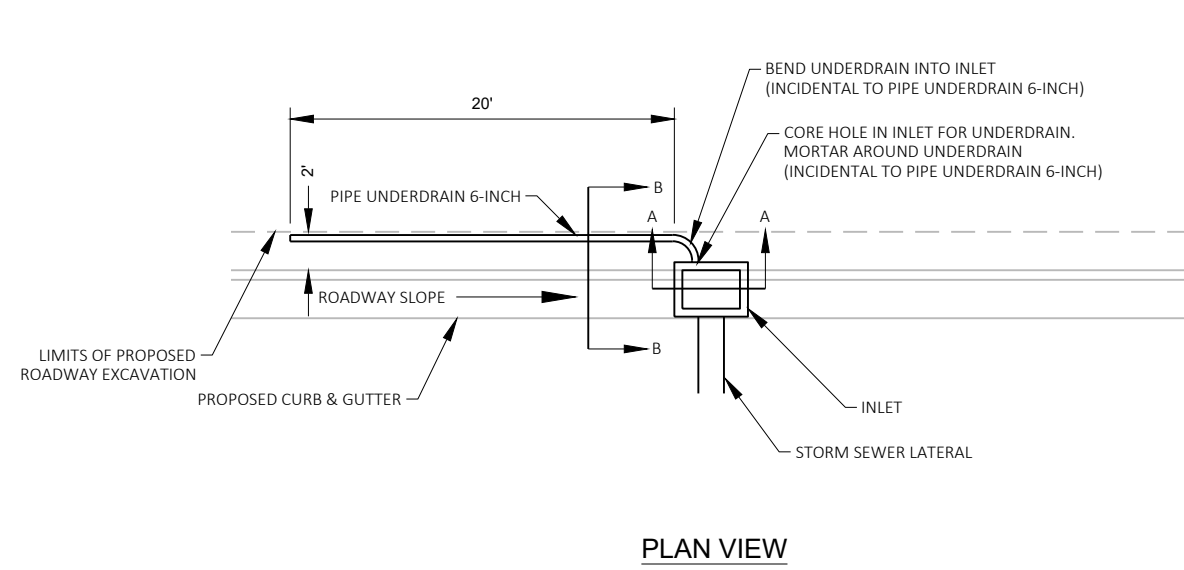 BEND UNDERDRAIN INTO INLET
(INCIDENTAL TO PIPE UNDERDRAIN 6-INCH)
20'
CORE HOLE IN INLET FOR UNDERDRAIN.
MORTAR AROUND UNDERDRAIN
(INCIDENTAL TO PIPE UNDERDRAIN 6-INCH)
2'
PIPE UNDERDRAIN 6-INCH
B
A
A
ROADWAY SLOPE
B
LIMITS OF PROPOSED
ROADWAY EXCAVATION
PROPOSED CURB & GUTTER
INLET
STORM SEWER LATERAL
PLAN VIEW